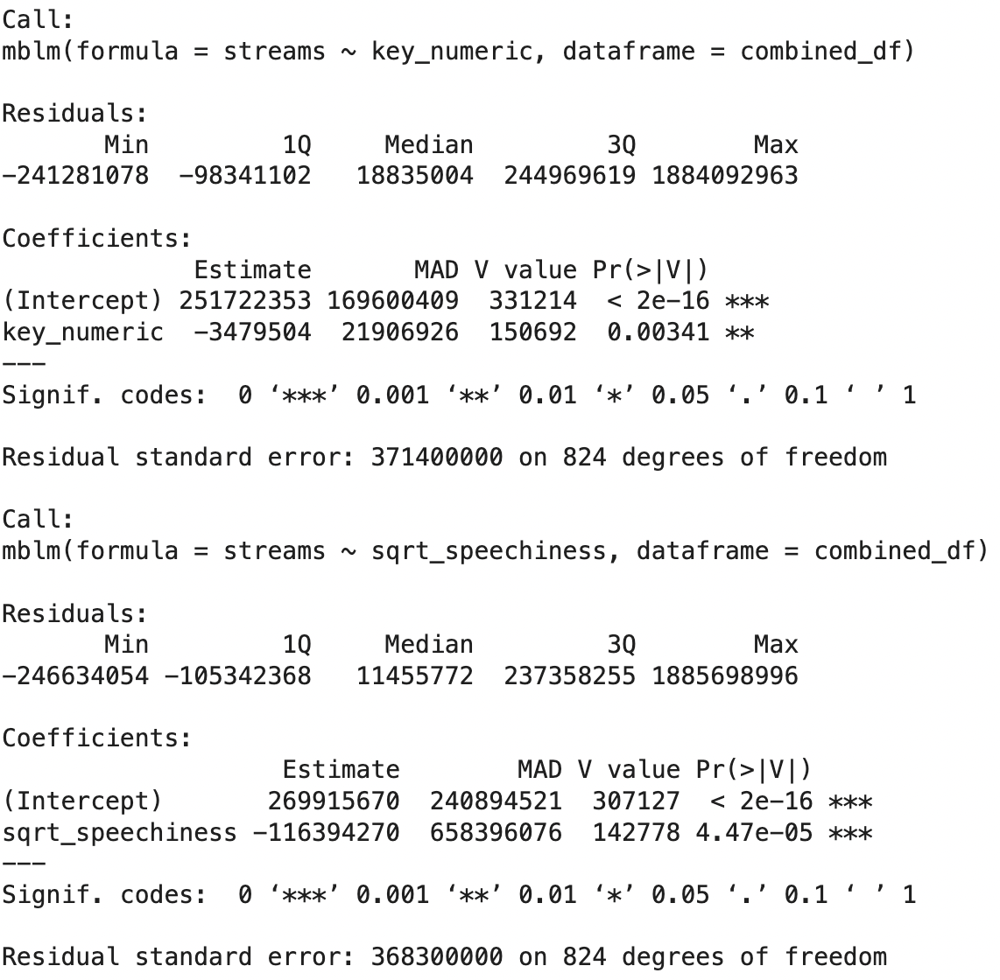 Call:
mblm(formula = streams ~ key_numeric, dataframe = combined_df)
Residuals:
Min 1Q Median 3Q Max
-241281078 -98341102 18835004 244969619 1884092963
Coefficients:
Estimate MAD V value Pr(>|V|)
(Intercept) 251722353 169600409 331214 < 2e-16 ***
key_numeric -3479504 21906926 150692 0.00341 **
---
Signif. codes: 0 ‘***’ 0.001 ‘**’ 0.01 ‘*’ 0.05 ‘.’ 0.1 ‘ ’ 1
Residual standard error: 371400000 on 824 degrees of freedom
Call:
mblm(formula = streams ~ sqrt_speechiness, dataframe = combined_df)
Residuals:
Min 1Q Median 3Q Max
-246634054 -105342368 11455772 237358255 1885698996
Coefficients:
Estimate MAD V value Pr(>|V|)
(Intercept) 269915670 240894521 307127 < 2e-16 ***
sqrt_speechiness -116394270 658396076 142778 4.47e-05 ***
---
Signif. codes: 0 ‘***’ 0.001 ‘**’ 0.01 ‘*’ 0.05 ‘.’ 0.1 ‘ ’ 1
Residual standard error: 368300000 on 824 degrees of freedom